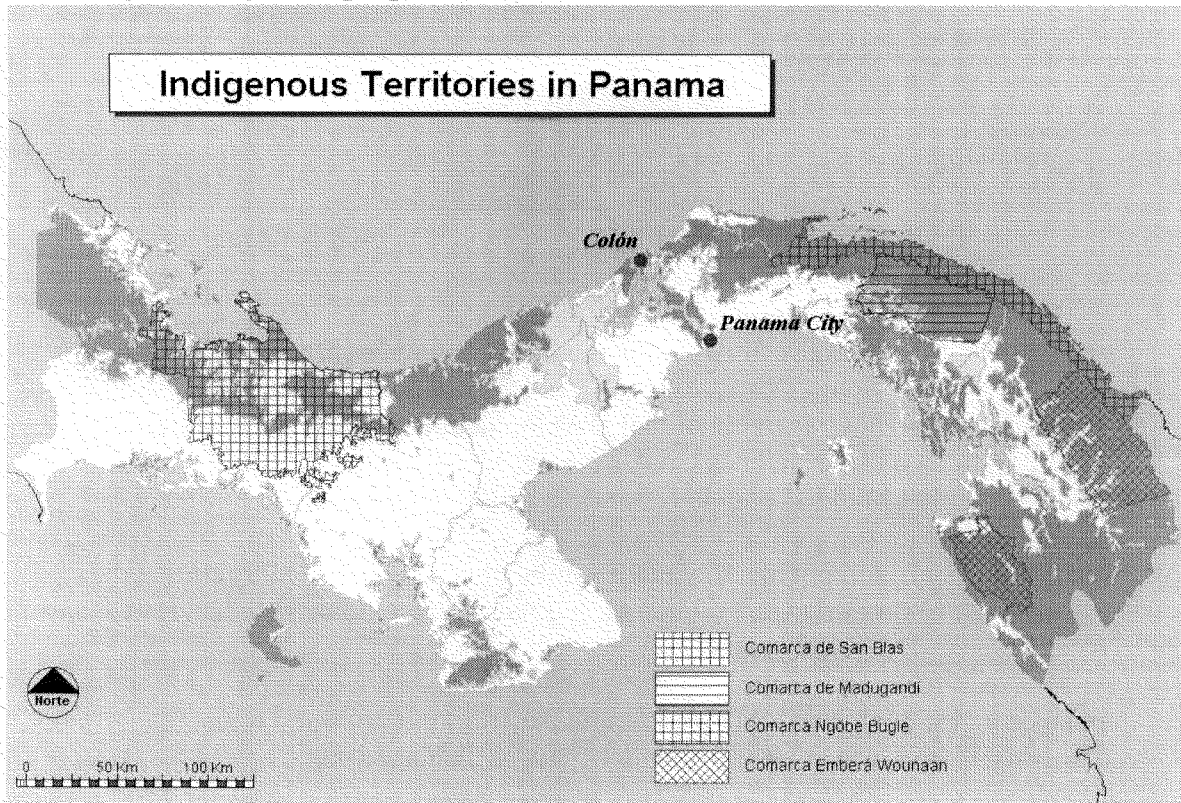 Indigenous Territories in Panama
Colón
Panama City
Comarca de San Blas
Comarca de Madugandi
Comarca Ngöbe Bugle
Comarca Emberá Wounaan
Norte
0 50 Km 100 Km